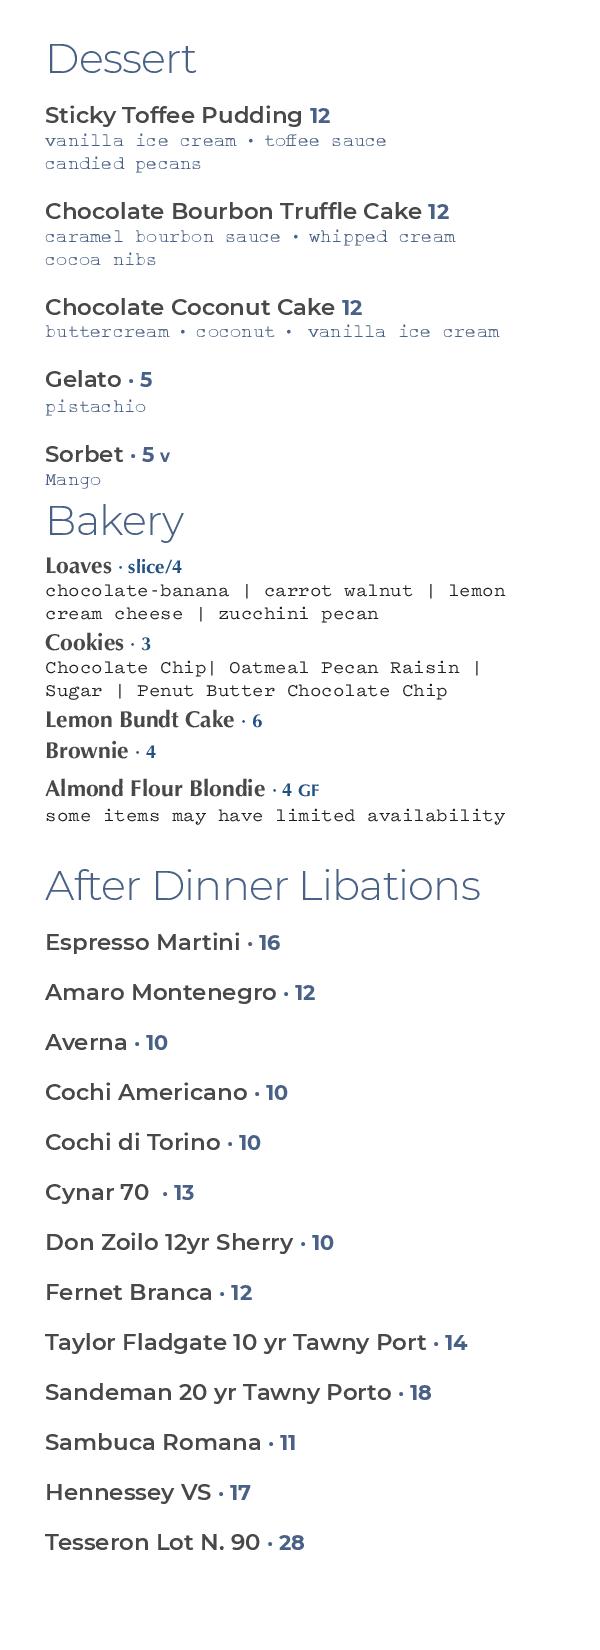 Dessert
Sticky Toffee Pudding 12
vanilla ice cream • toffee sauce
candied pecans
Chocolate Bourbon Truffle Cake 12
caramel bourbon sauce • whipped cream
cocoa nibs
Chocolate Coconut Cake 12
buttercream • coconut • vanilla ice cream
Gelato · 5
pistachio
Sorbet · 5 v
Mango
Bakery
Loaves · slice/4
chocolate-banana | carrot walnut | lemon
cream cheese | zucchini pecan
Cookies · 3
Chocolate Chip| Oatmeal Pecan Raisin |
Sugar | Penut Butter Chocolate Chip
Lemon Bundt Cake · 6
Brownie · 4
Almond Flour Blondie · 4 GF
some items may have limited availability
After Dinner Libations
Espresso Martini · 16
Amaro Montenegro · 12
Averna · 10
Cochi Americano · 10
Cochi di Torino · 10
Cynar 70 · 13
Don Zoilo 12yr Sherry · 10
Fernet Branca · 12
Taylor Fladgate 10 yr Tawny Port · 14
Sandeman 20 yr Tawny Porto · 18
Sambuca Romana · 11
Hennessey VS · 17
Tesseron Lot N. 90 · 28